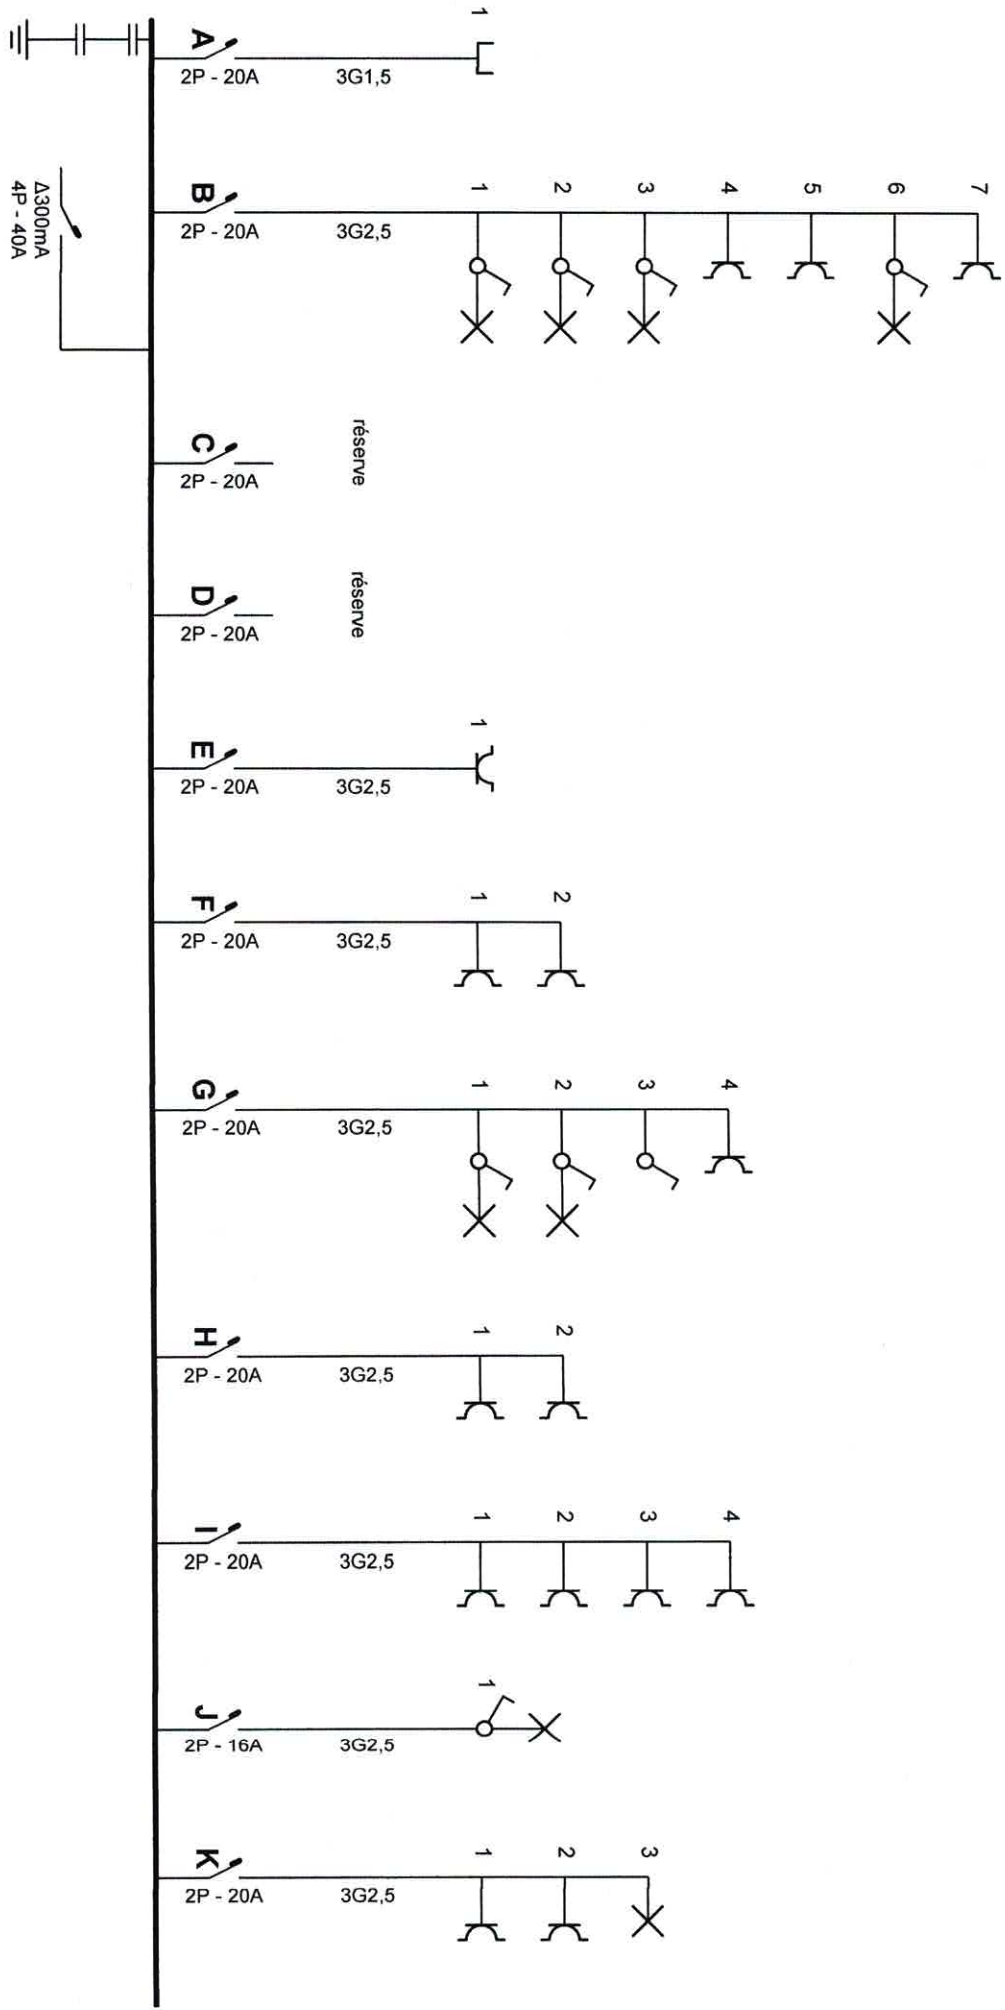 1
A
2P - 20A
3G1,5
Δ300mA
4P - 40A
1
2
3
4
5
6
7
B
2P - 20A
3G2,5
réserve
C
2P - 20A
réserve
D
2P - 20A
1
E
2P - 20A
3G2,5
1
2
F
2P - 20A
3G2,5
1
2
3
4
G
2P - 20A
3G2,5
1
2
H
2P - 20A
3G2,5
1
2
3
4
I
2P - 20A
3G2,5
1
J
2P - 16A
3G2,5
1
2
3
K
2P - 20A
3G2,5